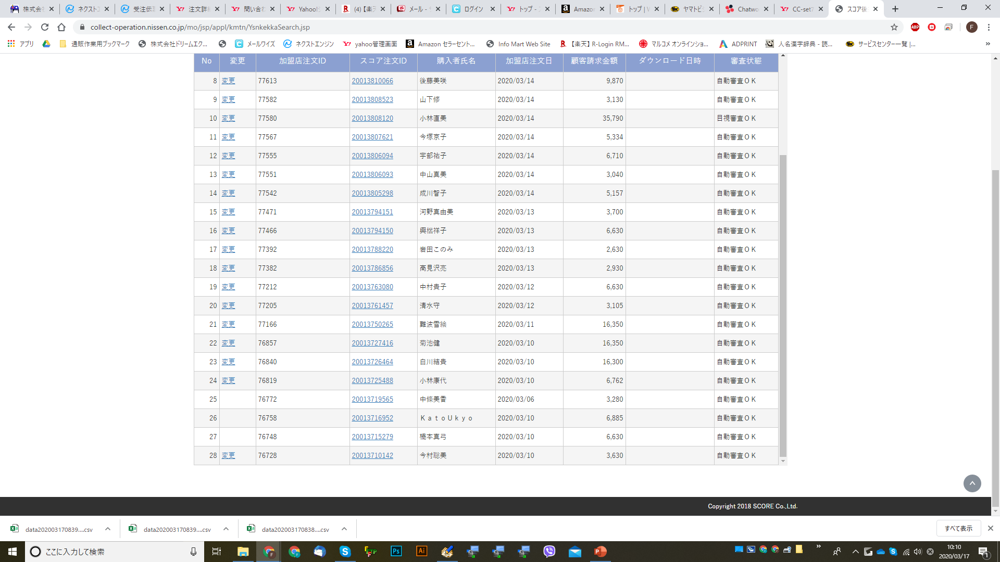 株式会 ネクスト 受注伝 注文詳 問い合わ Yahoo! (4)【楽 メール - ログイン トップ - Amazon トップ | ヤマトビジ Chatwo CC-set スコア後
collect-operation.nissen.co.jp/mo/jsp/appl/kmtn/YsnkekkaSearch.jsp
アプリ 通販作業用ブックマーク 株式会社ドリームエク... メールワイズ ネクストエンジン yahoo管理画面 Amazon セラーセント... Info Mart Web Site 【楽天】R-Login RM... マルコメ オンラインショ... ADPRINT 人名漢字辞典 - 読... サービスセンター一覧 |... »
No 変更 加盟店注文ID スコア注文ID 購入者氏名 加盟店注文日 顧客請求金額 ダウンロード日時 審査状態
8 変更 77613 20013810066 後藤美咲 2020/03/14 9,870 自動審査ＯＫ
9 変更 77582 20013808523 山下修 2020/03/14 3,130 自動審査ＯＫ
10 変更 77580 20013808120 小林直美 2020/03/14 35,790 目視審査ＯＫ
11 変更 77567 20013807621 今塚京子 2020/03/14 5,334 自動審査ＯＫ
12 変更 77555 20013806094 宇部祐子 2020/03/14 6,710 自動審査ＯＫ
13 変更 77551 20013806093 中山真美 2020/03/14 3,040 自動審査ＯＫ
14 変更 77542 20013805298 成川智子 2020/03/14 5,157 自動審査ＯＫ
15 変更 77471 20013794151 河野真由美 2020/03/13 3,700 自動審査ＯＫ
16 変更 77466 20013794150 興梠祥子 2020/03/13 6,630 自動審査ＯＫ
17 変更 77392 20013788220 岩田このみ 2020/03/13 2,630 自動審査ＯＫ
18 変更 77382 20013786856 高見沢亮 2020/03/13 2,930 自動審査ＯＫ
19 変更 77212 20013763080 中村貴子 2020/03/12 6,630 自動審査ＯＫ
20 変更 77205 20013761457 清水守 2020/03/12 3,105 自動審査ＯＫ
21 変更 77166 20013750265 難波雪絵 2020/03/11 16,350 自動審査ＯＫ
22 変更 76857 20013727416 菊池健 2020/03/10 16,350 自動審査ＯＫ
23 変更 76840 20013726464 白川結貴 2020/03/10 16,300 自動審査ＯＫ
24 変更 76819 20013725488 小林康代 2020/03/10 6,762 自動審査ＯＫ
25 76772 20013719565 中條美香 2020/03/06 3,280 自動審査ＯＫ
26 76758 20013716952 ＫａｔｏＵｋｙｏ 2020/03/10 6,885 自動審査ＯＫ
27 76748 20013715279 橋本真弓 2020/03/10 6,630 自動審査ＯＫ
28 変更 76728 20013710142 今村聡美 2020/03/10 3,630 自動審査ＯＫ
Copyright 2018 SCORE Co.,Ltd.
data202003170839....csv data202003170839....csv data202003170838....csv すべて表示
ここに入力して検索
10:10
2020/03/17